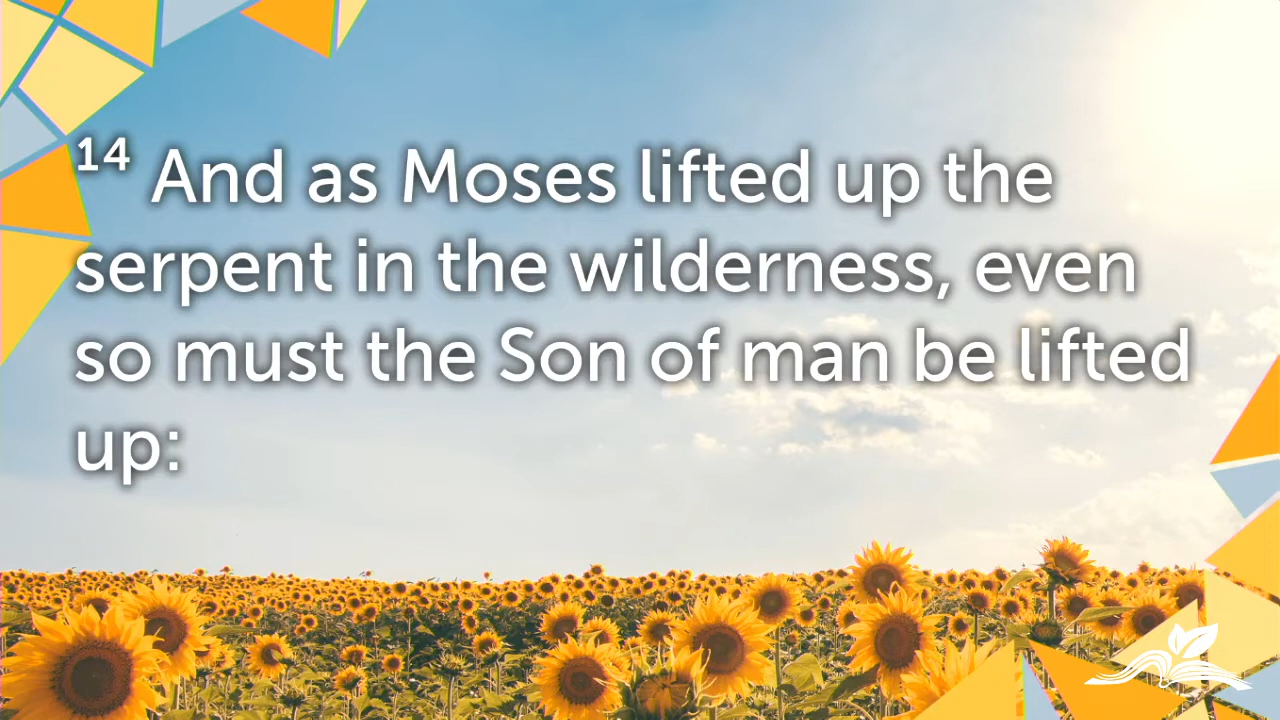 14 And as Moses lifted up the
serpent in the wilderness, even
so must the Son of man be lifted
up: